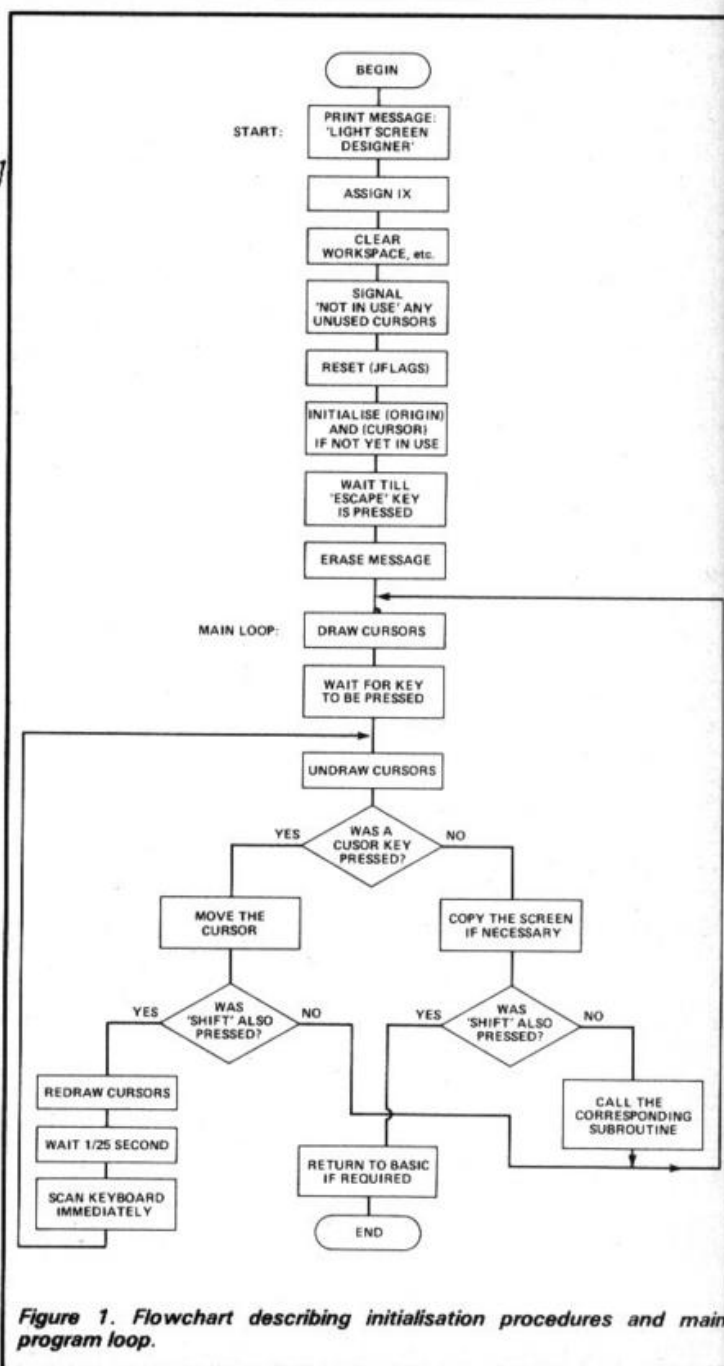 BEGIN
START:
PRINT MESSAGE:
'LIGHT SCREEN
DESIGNER'
ASSIGN IX
CLEAR
WORKSPACE, etc.
SIGNAL
'NOT IN USE' ANY
UNUSED CURSORS
RESET (JFLAGS)
INITIALISE (ORIGIN)
AND (CURSOR)
IF NOT YET IN USE
WAIT TILL
'ESCAPE' KEY
IS PRESSED
ERASE MESSAGE
MAIN LOOP:
DRAW CURSORS
WAIT FOR KEY
TO BE PRESSED
UNDRAW CURSORS
YES
WAS A
CUSOR KEY
PRESSED?
NO
MOVE THE
CURSOR
COPY THE SCREEN
IF NECESSARY
YES
WAS
'SHIFT' ALSO
PRESSED?
NO
YES
WAS
'SHIFT' ALSO
PRESSED?
NO
REDRAW CURSORS
WAIT 1/25 SECOND
SCAN KEYBOARD
IMMEDIATELY
CALL THE
CORRESPONDING
SUBROUTINE
RETURN TO BASIC
IF REQUIRED
END
Figure 1. Flowchart describing initialisation procedures and main
program loop.